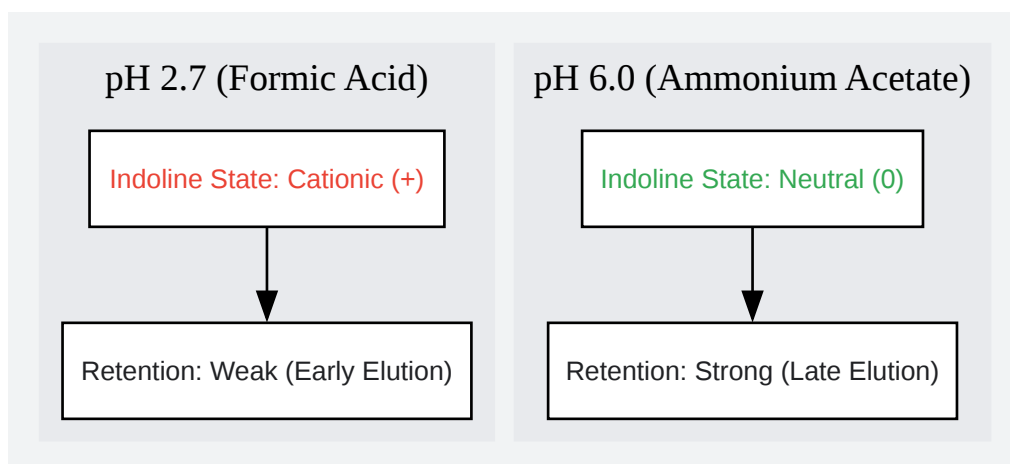 pH 2.7 (Formic Acid)
Indoline State: Cationic (+)
Retention: Weak (Early Elution)
pH 6.0 (Ammonium Acetate)
Indoline State: Neutral (0)
Retention: Strong (Late Elution)